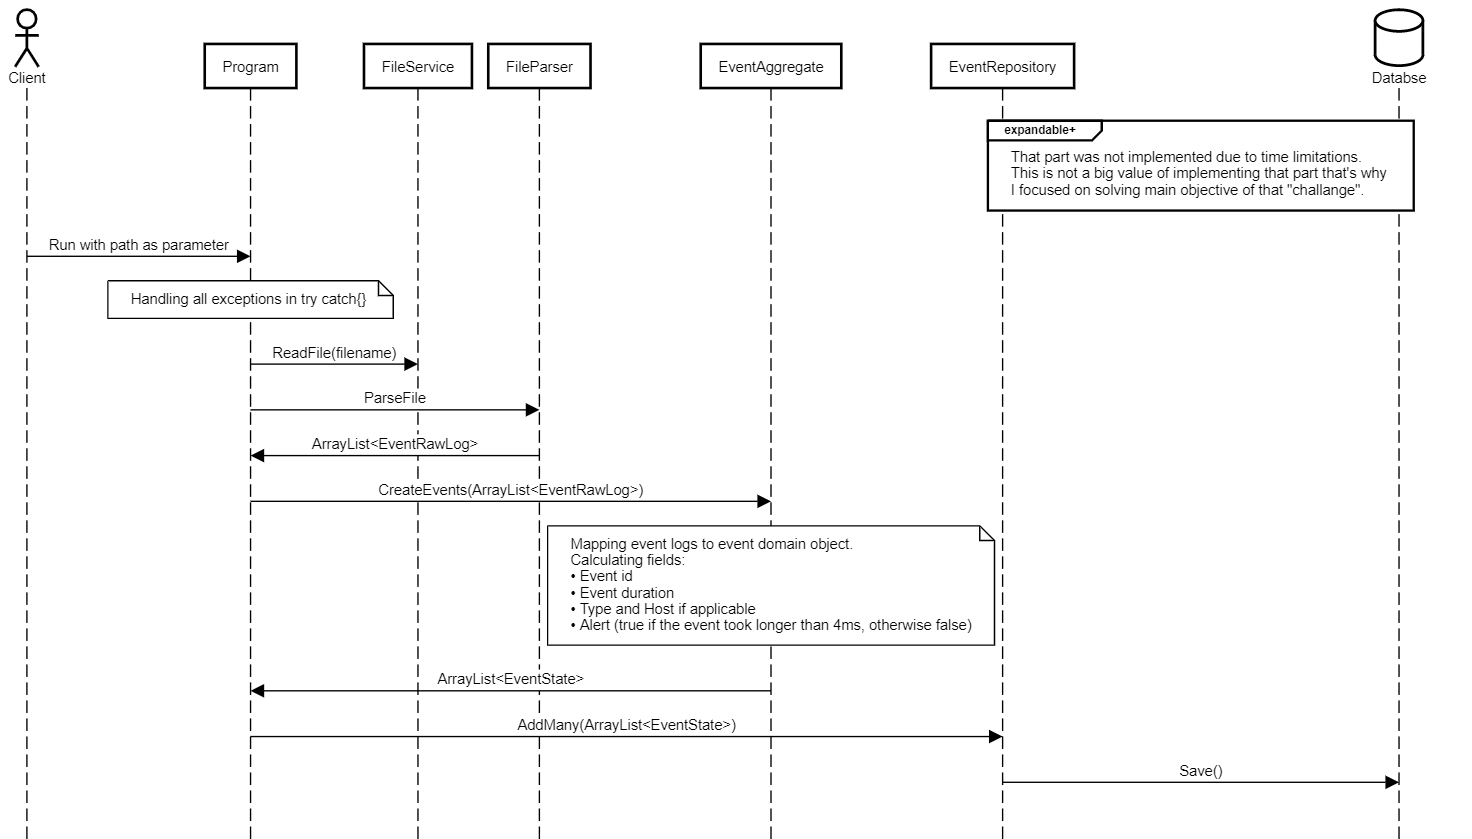 Client
Program
FileService
FileParser
EventAggregate
EventRepository
Databse
expandable+
That part was not implemented due to time limitations.
This is not a big value of implementing that part that's why
I focused on solving main objective of that "challange".
Run with path as parameter
Handling all exceptions in try catch{}
ReadFile(filename)
ParseFile
ArrayList<EventRawLog>
CreateEvents(ArrayList<EventRawLog>)
Mapping event logs to event domain object.
Calculating fields:
• Event id
• Event duration
• Type and Host if applicable
• Alert (true if the event took longer than 4ms, otherwise false)
ArrayList<EventState>
AddMany(ArrayList<EventState>)
Save()